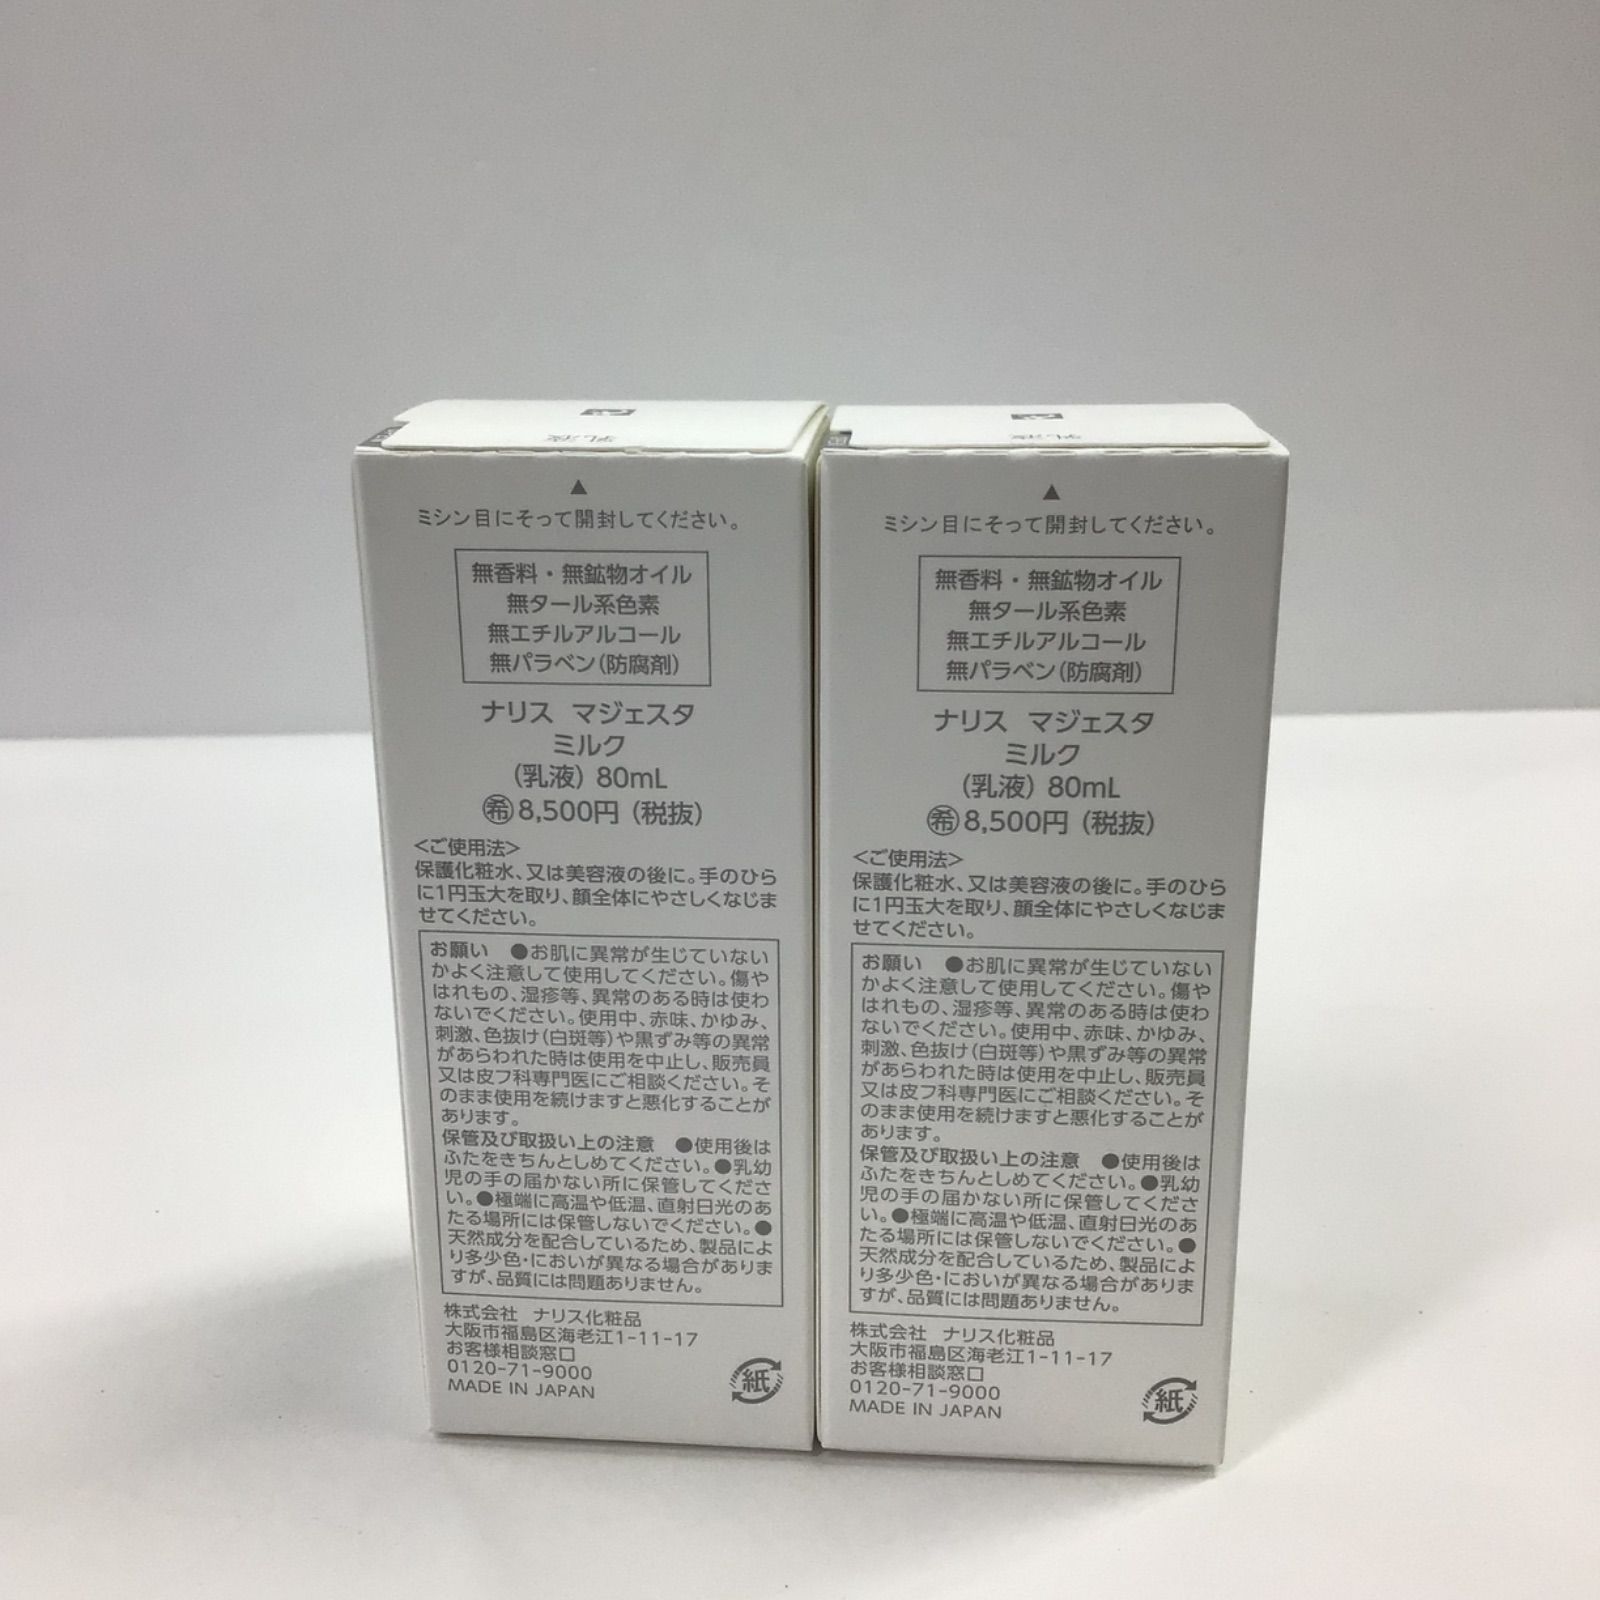 乳液
▲
ミシン目にそって開封してください。
無香料・無鉱物オイル
無タール系色素
無エチルアルコール
無パラベン(防腐剤)
ナリス マジェスタ
ミルク
(乳液) 80mL
㊒8,500円 (税抜)
<ご使用法>
保護化粧水、又は美容液の後に。手のひら
に1円玉大を取り、顔全体にやさしくなじま
せてください。
お願い ●お肌に異常が生じていない
かよく注意して使用してください。傷や
はれもの、湿疹等、異常のある時は使わ
ないでください。使用中、赤味、かゆみ、
刺激、色抜け(白斑等)や黒ずみ等の異常
があらわれた時は使用を中止し、販売員
又は皮フ科専門医にご相談ください。そ
のまま使用を続けますと悪化することが
あります。
保管及び取扱い上の注意 ●使用後は
ふたをきちんとしめてください。●乳幼
児の手の届かない所に保管してくださ
い。●極端に高温や低温、直射日光のあ
たる場所には保管しないでください。●
天然成分を配合しているため、製品によ
り多少色・においが異なる場合がありま
すが、品質には問題ありません。
株式会社 ナリス化粧品
大阪市福島区海老江1-11-17
お客様相談窓口
0120-71-9000
MADE IN JAPAN
紙
乳液
▲
ミシン目にそって開封してください。
無香料・無鉱物オイル
無タール系色素
無エチルアルコール
無パラベン(防腐剤)
ナリス マジェスタ
ミルク
(乳液) 80mL
希8,500円 (税抜)
<ご使用法>
保護化粧水、又は美容液の後に。手のひら
に1円玉大を取り、顔全体にやさしくなじま
せてください。
お願い ●お肌に異常が生じていない
かよく注意して使用してください。傷や
はれもの、湿疹等、異常のある時は使わ
ないでください。使用中、赤味、かゆみ、
刺激、色抜け(白斑等)や黒ずみ等の異常
があらわれた時は使用を中止し、販売員
又は皮フ科専門医にご相談ください。そ
のまま使用を続けますと悪化することが
あります。
保管及び取扱い上の注意 ●使用後は
ふたをきちんとしめてください。●乳幼
児の手の届かない所に保管してくださ
い。●極端に高温や低温、直射日光のあ
たる場所には保管しないでください。●
天然成分を配合しているため、製品によ
り多少色・においが異なる場合がありま
すが、品質には問題ありません。
株式会社 ナリス化粧品
大阪市福島区海老江1-11-17
お客様相談窓口
0120-71-9000
MADE IN JAPAN
紙